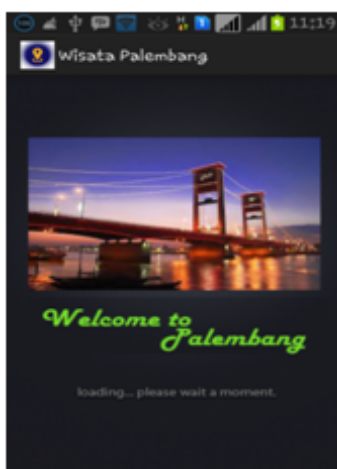 11:19
Wisata Palembang
Welcome to
Palembang
loading... please wait a moment.